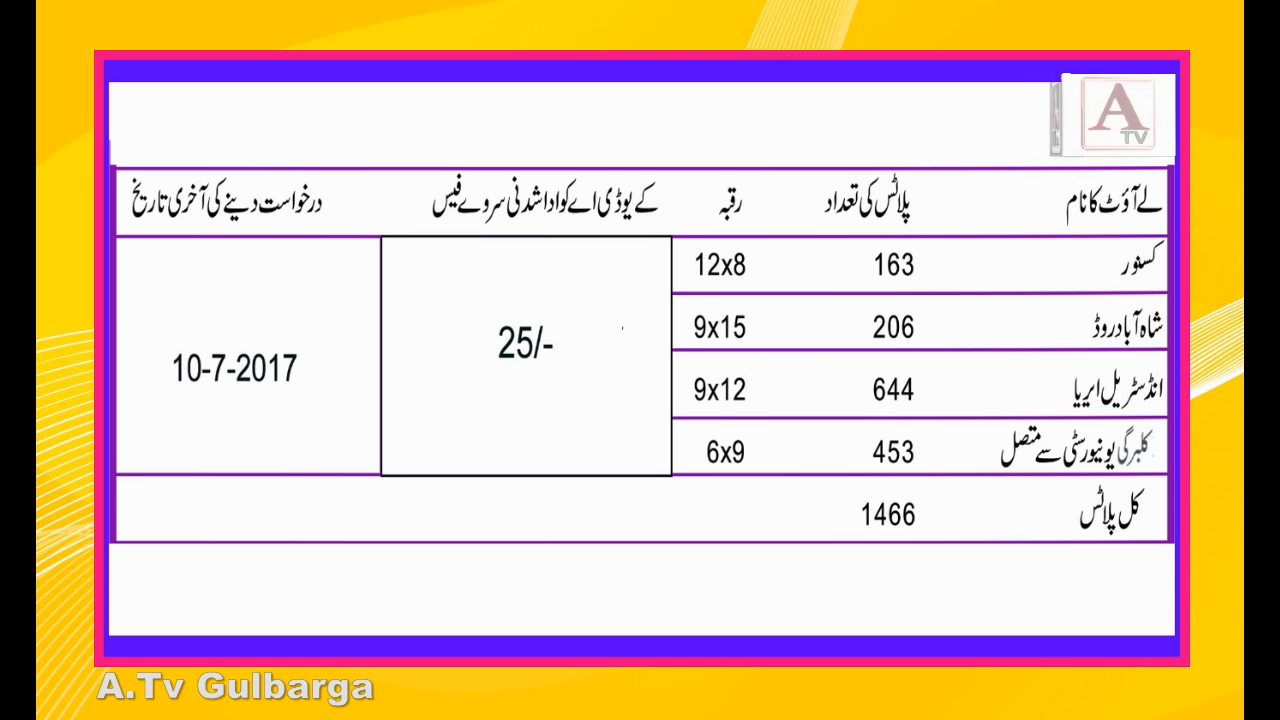 A
TV
لے آؤٹ کا نام پلاٹس کی تعداد رقبہ کے یو ڈی اے کو ادا شدنی سروے فیس درخواست دینے کی آخری تاریخ
کسنور 163 12x8
شاہ آباد روڈ 206 9x15
25/-
10-7-2017
انڈسٹریل ایریا 644 9x12
کلبرگی یونیورسٹی سے متصل 453 6x9
کل پلاٹس 1466
A.Tv Gulbarga